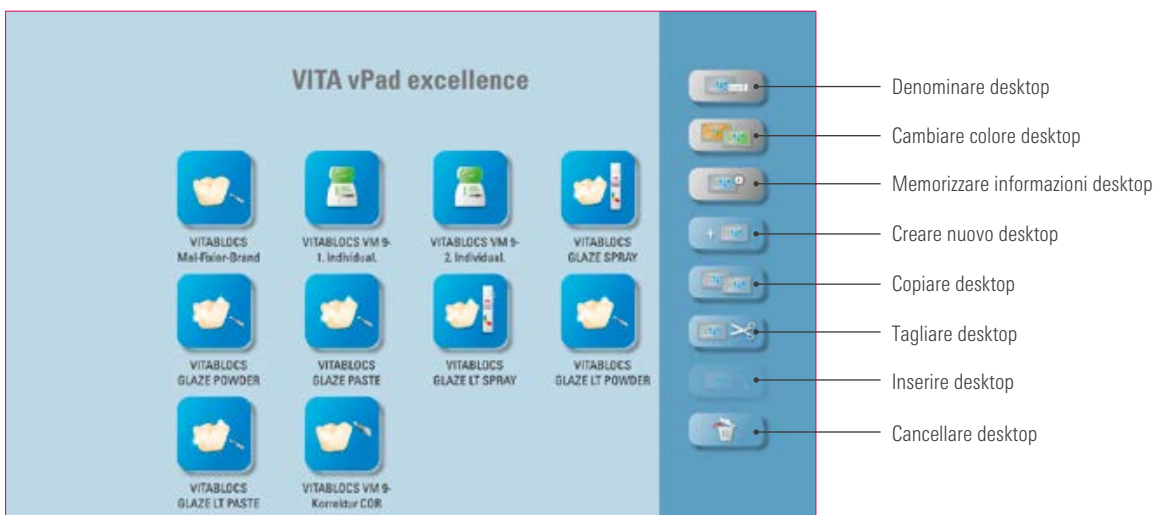 VITA vPad excellence
VITABLOCS
Mal-Fixier-Brand
VITABLOCS VM 9-
1. Individual.
VITABLOCS VM 9-
2. Individual.
VITABLOCS
GLAZE SPRAY
VITABLOCS
GLAZE POWDER
VITABLOCS
GLAZE PASTE
VITABLOCS
GLAZE LT SPRAY
VITABLOCS
GLAZE LT POWDER
VITABLOCS
GLAZE LT PASTE
VITABLOCS VM 9-
Korrektur COR
Denominare desktop
Cambiare colore desktop
Memorizzare informazioni desktop
Creare nuovo desktop
Copiare desktop
Tagliare desktop
Inserire desktop
Cancellare desktop